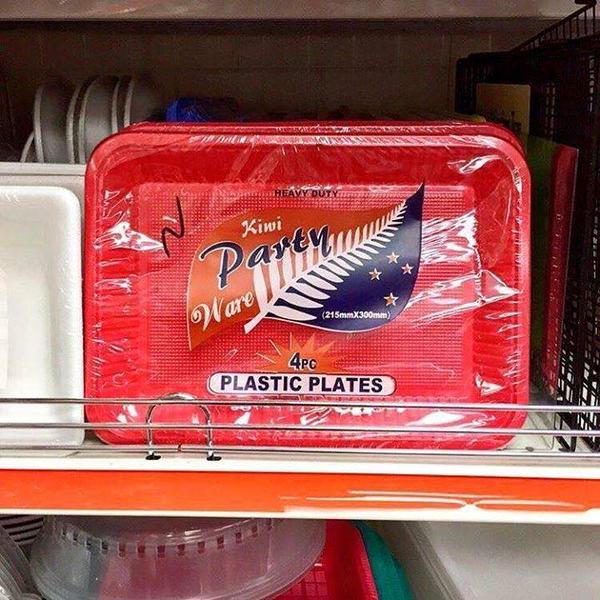 HEAVY DUTY
Kiwi
Party
Ware
(215mmX300mm)
4PC
PLASTIC PLATES